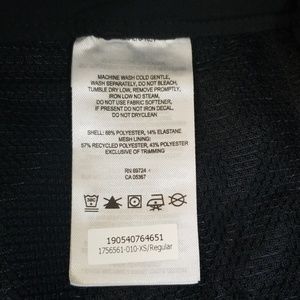 MACHINE WASH COLD GENTLE,
WASH SEPARATELY, DO NOT BLEACH,
TUMBLE DRY LOW, REMOVE PROMPTLY,
IRON LOW NO STEAM,
DO NOT USE FABRIC SOFTENER,
IF PRESENT DO NOT IRON DECAL,
DO NOT DRYCLEAN
SHELL: 86% POLYESTER, 14% ELASTANE
MESH LINING:
57% RECYCLED POLYESTER, 43% POLYESTER
EXCLUSIVE OF TRIMMING
RN 69724
CA 05367
190540764651
1756561-010-XS/Regular